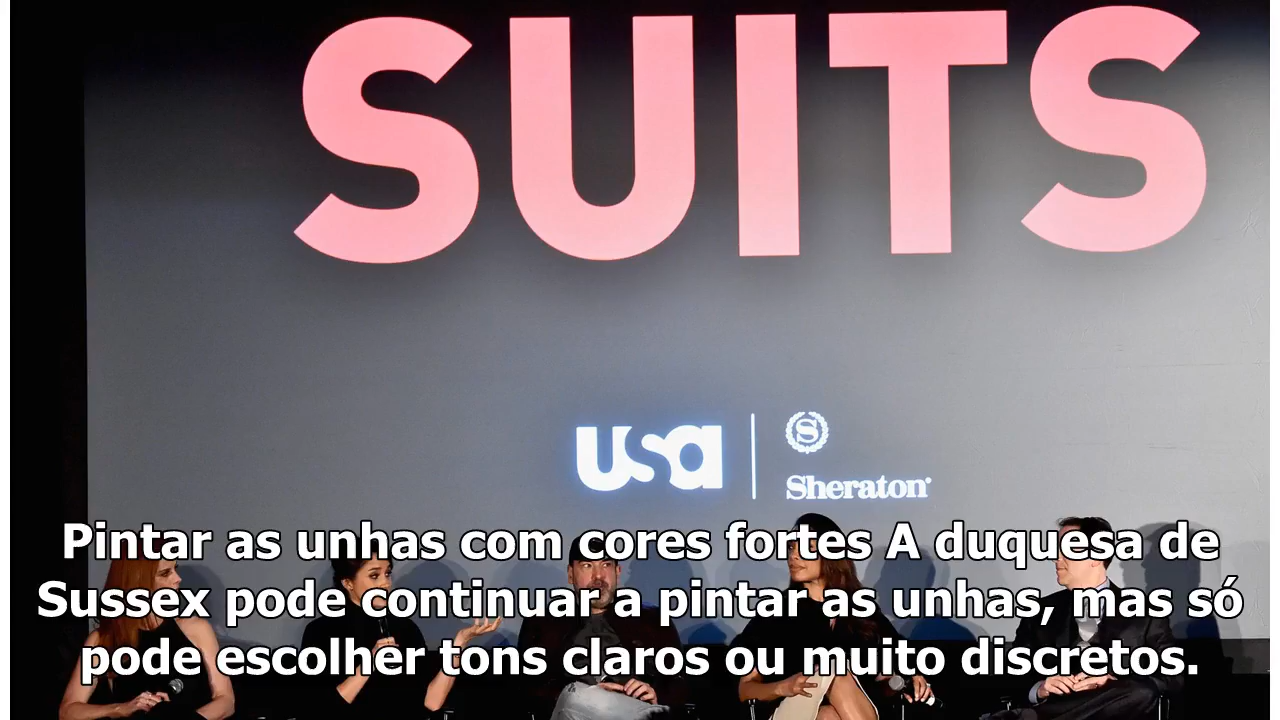 SUITS
usa
S
Sheraton
Pintar as unhas com cores fortes A duquesa de
Sussex pode continuar a pintar as unhas, mas só
pode escolher tons claros ou muito discretos.